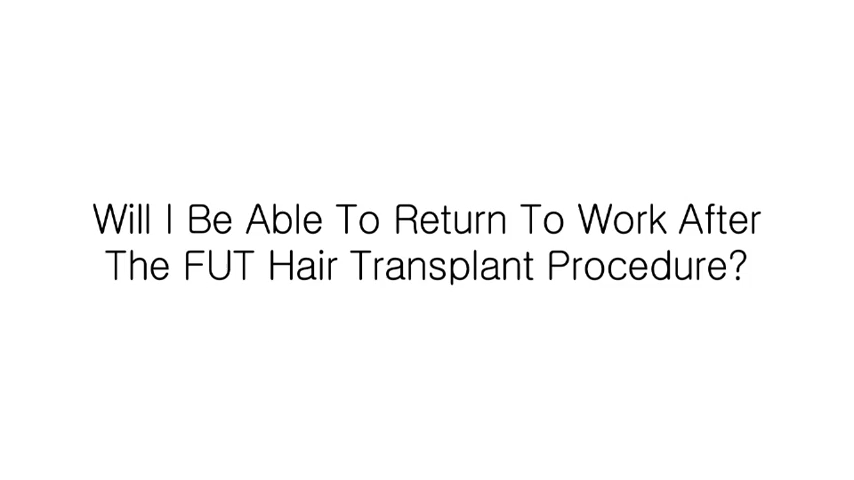 Will I Be Able To Return To Work After
The FUT Hair Transplant Procedure?